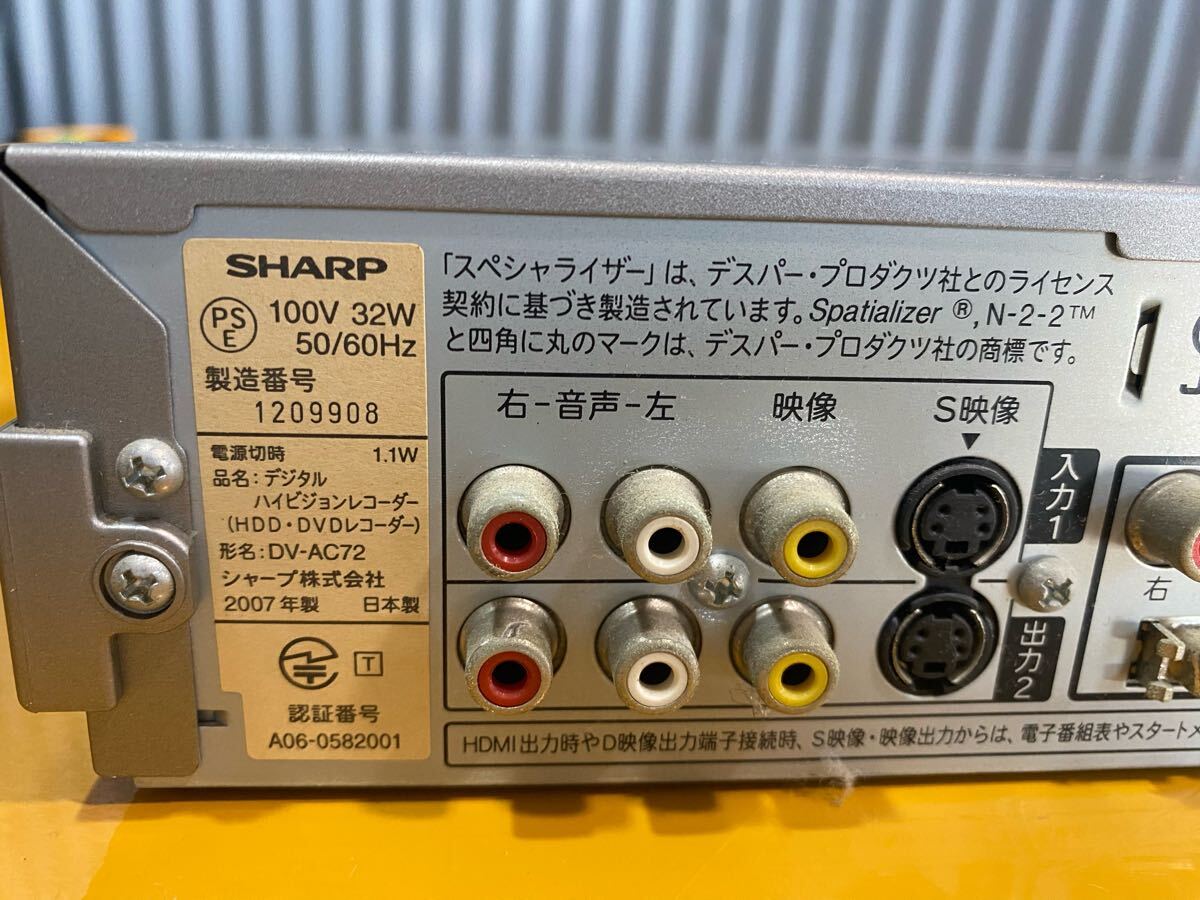 SHARP
PSE 100V 32W
50/60Hz
製造番号
1209908
電源切時 1.1W
品名:デジタル
ハイビジョンレコーダー
(HDD・DVDレコーダー)
形名:DV-AC72
シャープ株式会社
2007年製 日本製
T
認証番号
A06-0582001
「スペシャライザー」は、デスパー・プロダクツ社とのライセンス
契約に基づき製造されています。Spatializer ®, N-2-2™
と四角に丸のマークは、デスパー・プロダクツ社の商標です。
右-音声-左 映像 S映像
入力1
出力2
右
HDMI出力時やD映像出力端子接続時、S映像・映像出力からは、電子番組表やスタートメ